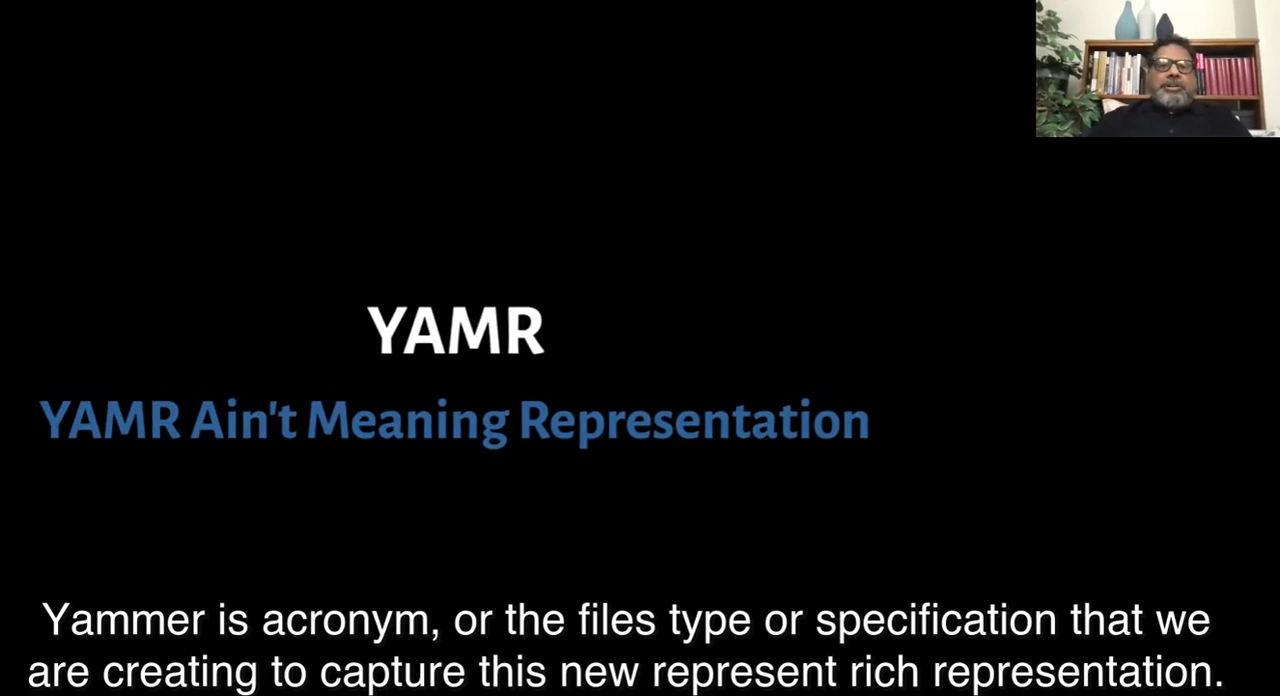 YAMR
YAMR Ain't Meaning Representation
Yammer is acronym, or the files type or specification that we
are creating to capture this new represent rich representation.